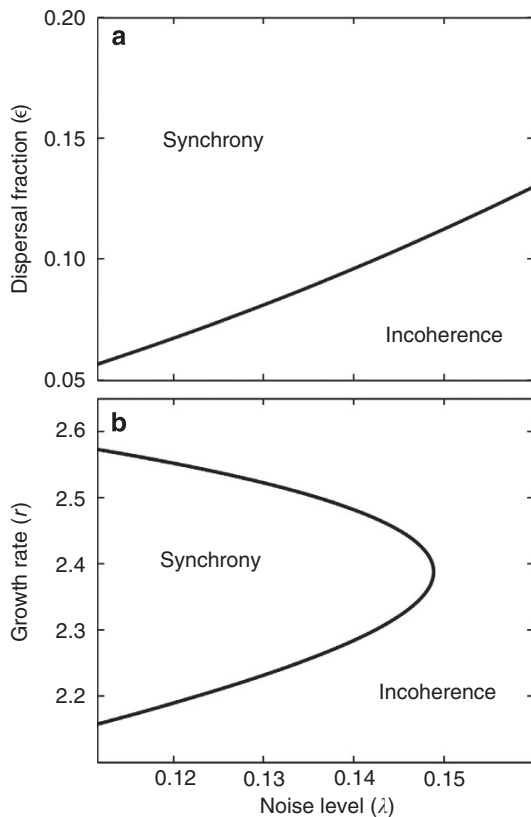 a
0.20
0.15
0.10
0.05
Dispersal fraction (ϵ)
Synchrony
Incoherence
b
2.6
2.5
2.4
2.3
2.2
Growth rate (r)
Synchrony
Incoherence
0.12 0.13 0.14 0.15
Noise level (λ)